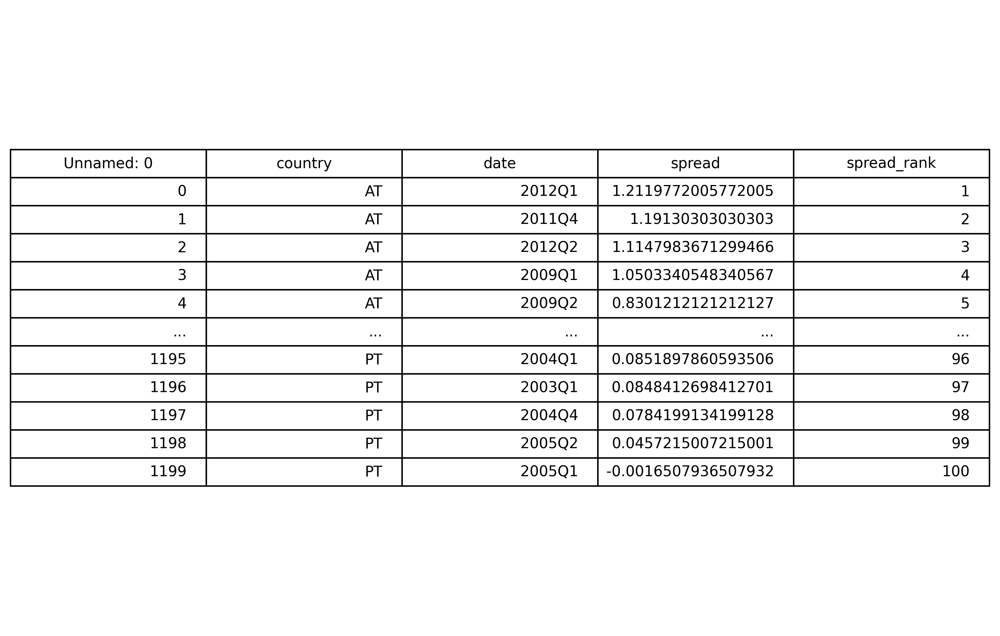 Unnamed: 0 country date spread spread_rank
0 AT 2012Q1 1.2119772005772005 1
1 AT 2011Q4 1.19130303030303 2
2 AT 2012Q2 1.1147983671299466 3
3 AT 2009Q1 1.0503340548340567 4
4 AT 2009Q2 0.8301212121212127 5
... ... ... ... ...
1195 PT 2004Q1 0.0851897860593506 96
1196 PT 2003Q1 0.0848412698412701 97
1197 PT 2004Q4 0.0784199134199128 98
1198 PT 2005Q2 0.0457215007215001 99
1199 PT 2005Q1 -0.0016507936507932 100